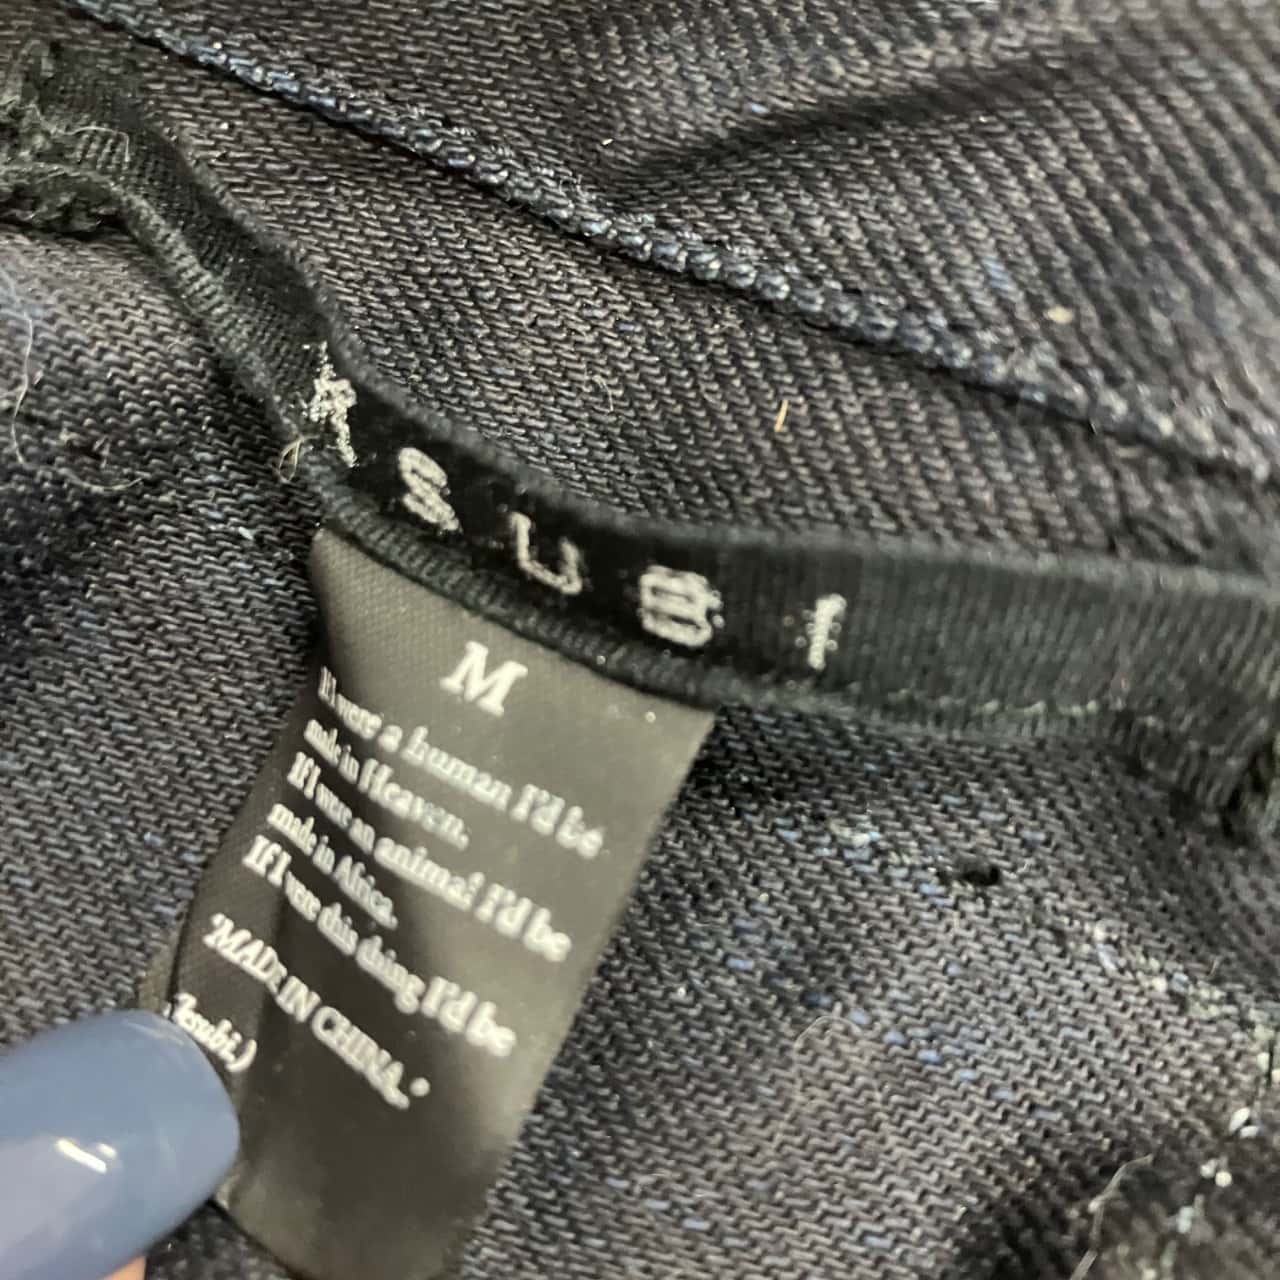 K S U B I
M
If I were a human I'd be
made in Heaven.
If I were an animal I'd be
made in Africa.
If I were this thing I'd be
"MADE IN CHINA."
(ksubi.)